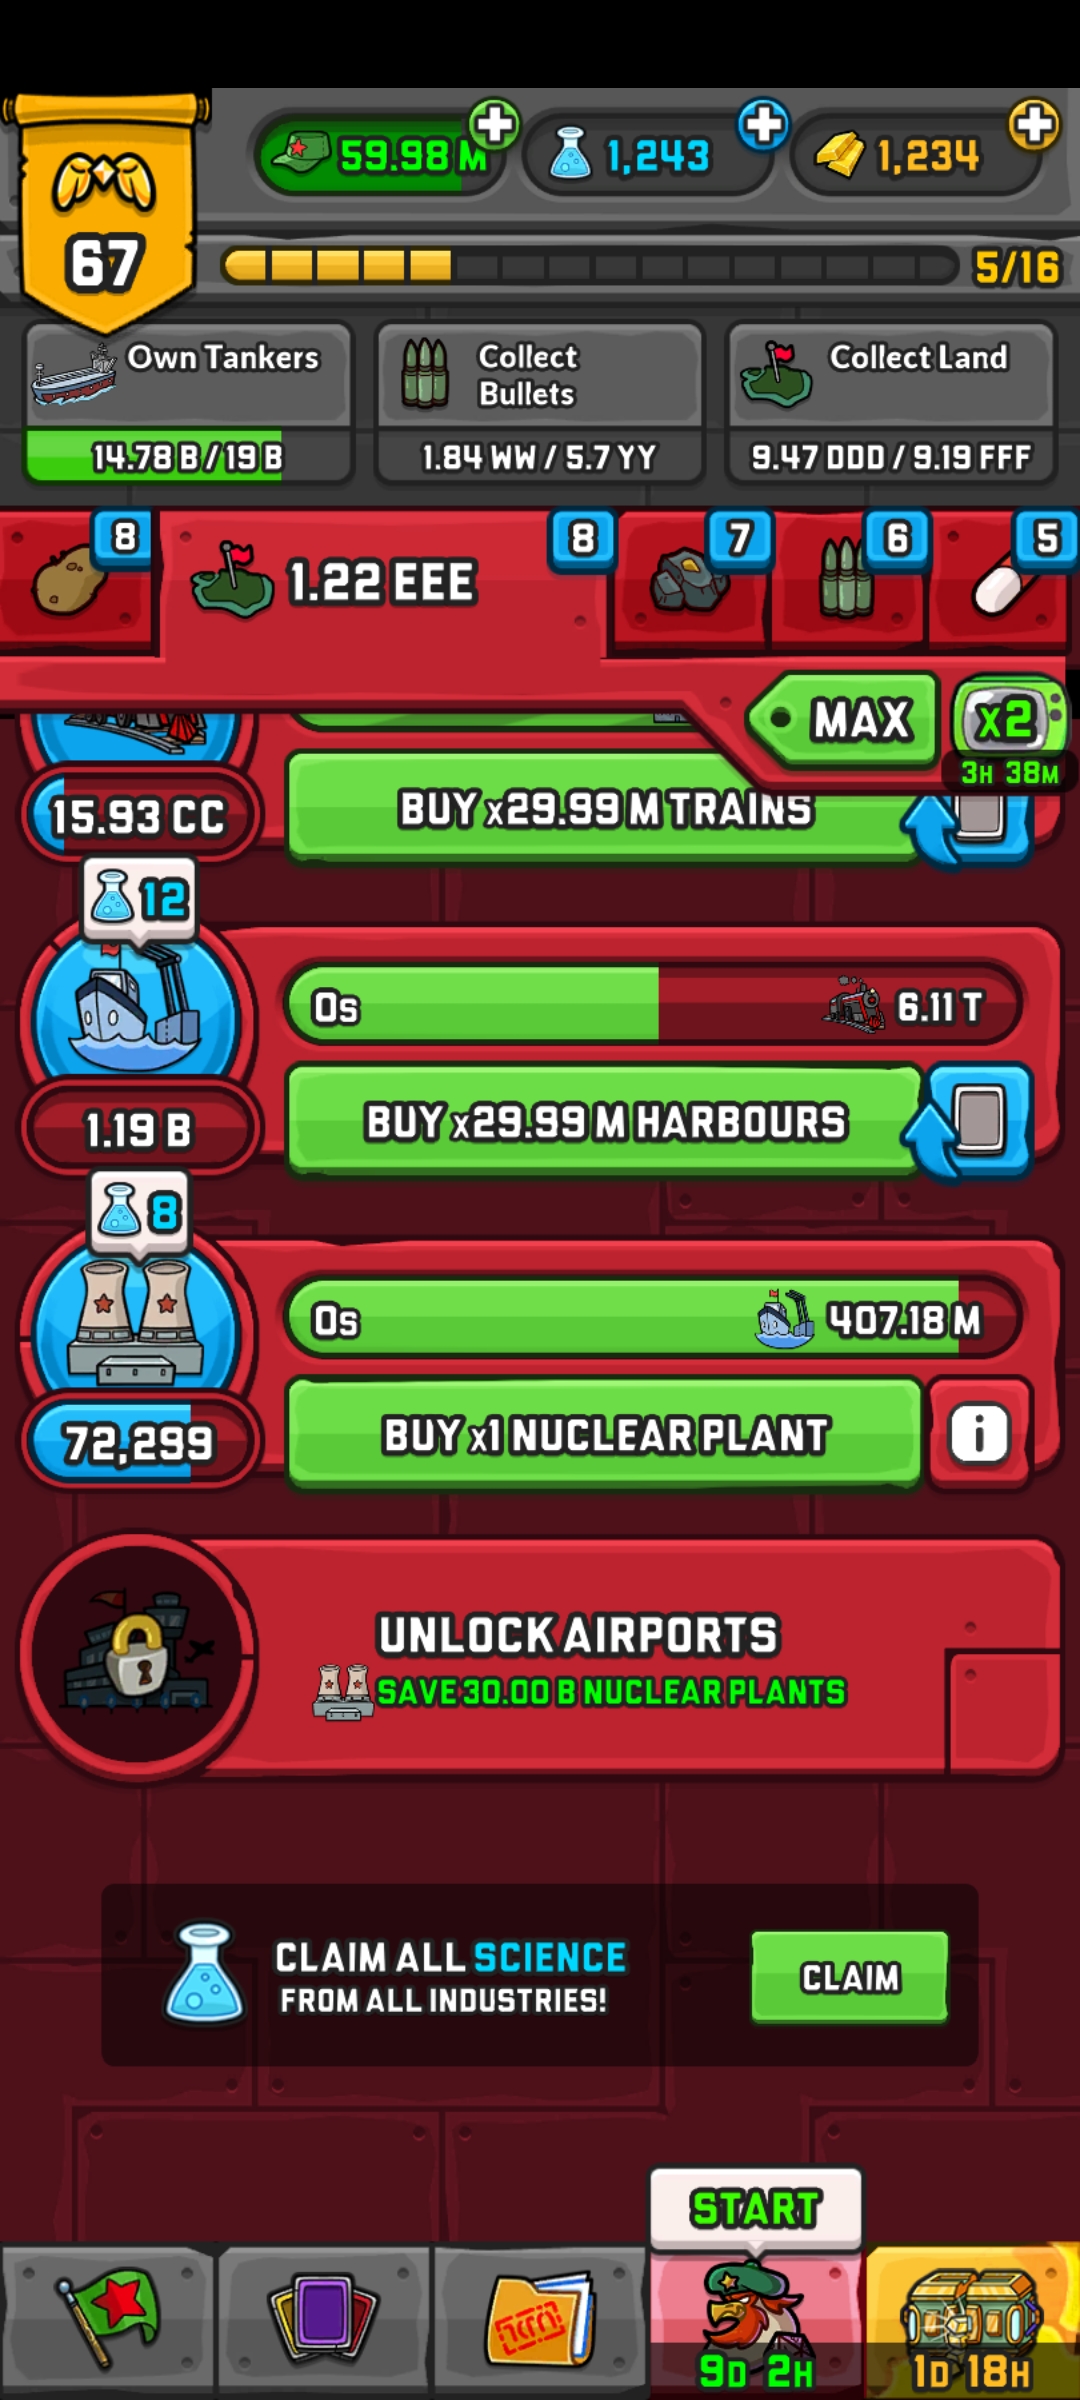 59.98 M
1,243
1,234
67
5/16
Own Tankers
14.78 B / 19 B
Collect
Bullets
1.84 WW / 5.7 YY
Collect Land
9.47 DDD / 9.19 FFF
8
1.22 EEE
8
7
6
5
MAX
x2
3H 38M
15.93 CC
BUY x29.99 M TRAINS
12
0s
6.11 T
1.19 B
BUY x29.99 M HARBOURS
8
0s
407.18 M
72,299
BUY x1 NUCLEAR PLANT
i
UNLOCK AIRPORTS
SAVE 30.00 B NUCLEAR PLANTS
CLAIM ALL SCIENCE
FROM ALL INDUSTRIES!
CLAIM
START
9D 2H
1D 18H